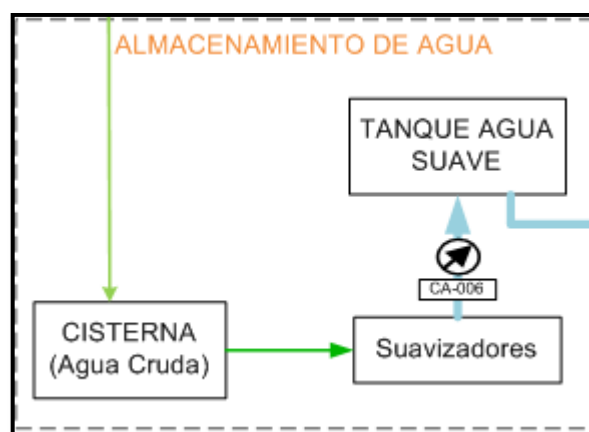 ALMACENAMIENTO DE AGUA
TANQUE AGUA
SUAVE
CA-006
CISTERNA
(Agua Cruda)
Suavizadores